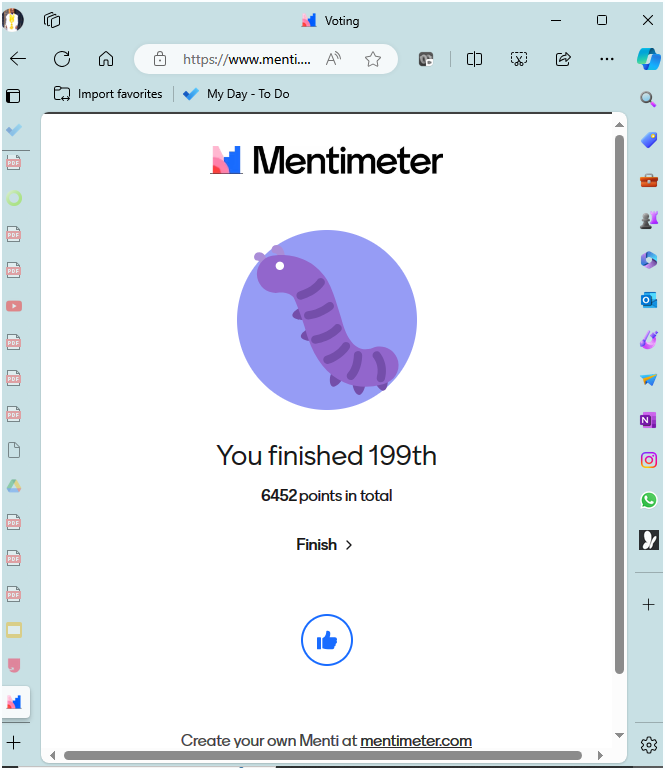 Voting
https://www.menti....
Import favorites
My Day - To Do
Mentimeter
You finished 199th
6452 points in total
Finish
Create your own Menti at mentimeter.com